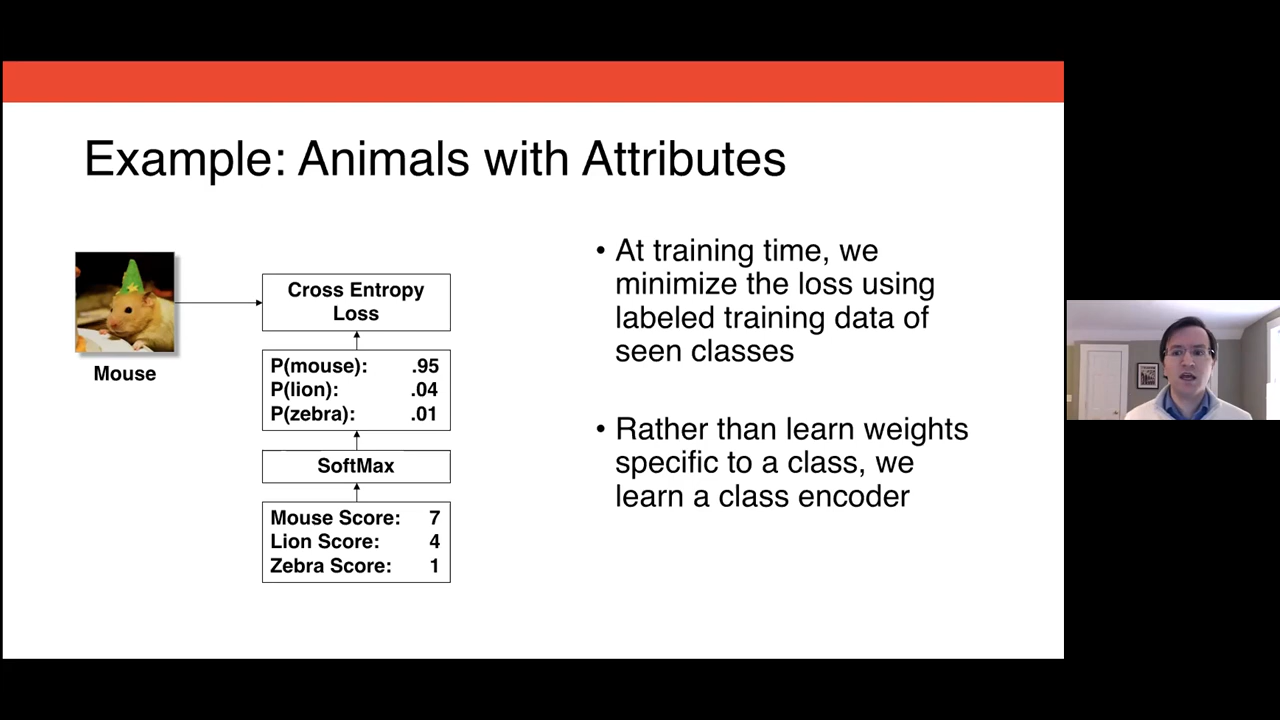 Example: Animals with Attributes
Mouse
Cross Entropy
Loss
P(mouse): .95
P(lion): .04
P(zebra): .01
SoftMax
Mouse Score: 7
Lion Score: 4
Zebra Score: 1
• At training time, we
minimize the loss using
labeled training data of
seen classes
• Rather than learn weights
specific to a class, we
learn a class encoder